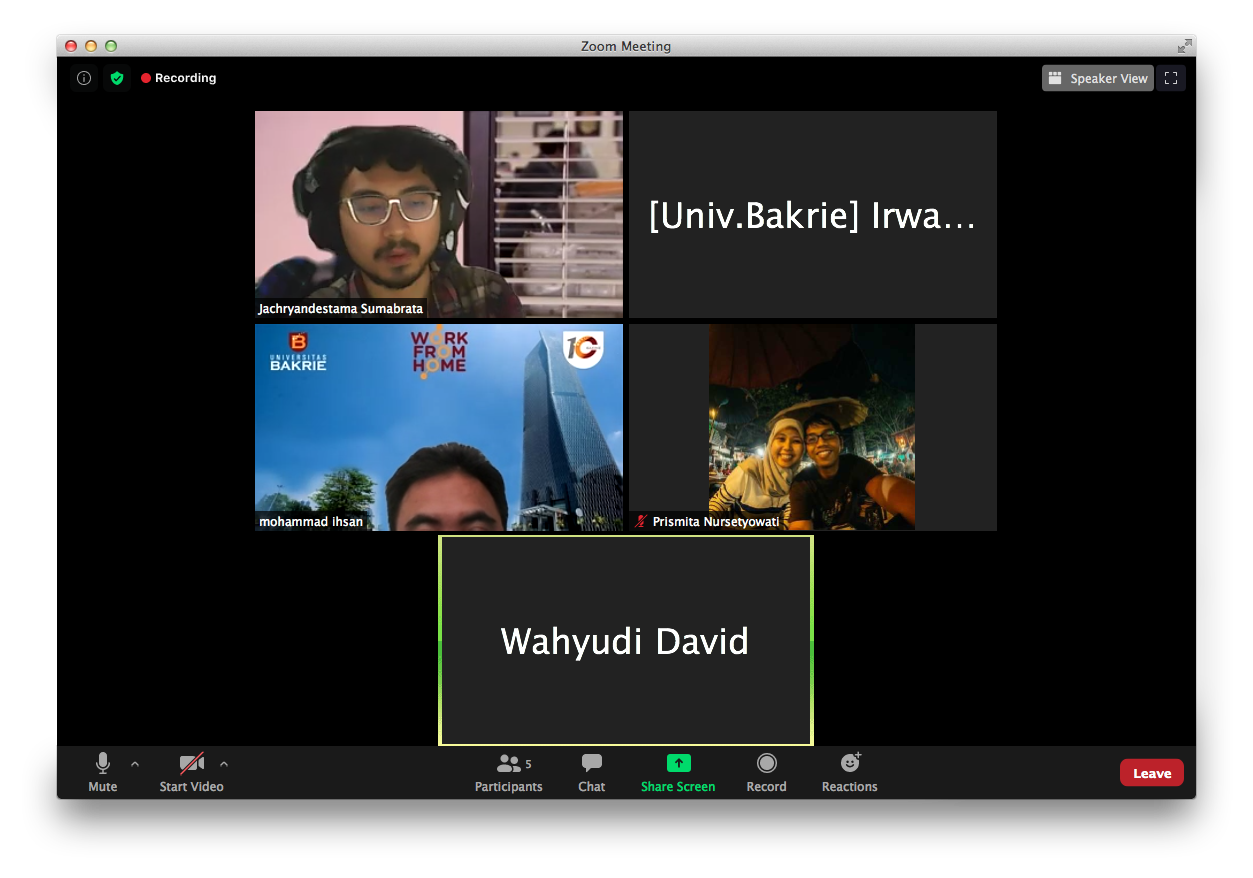 Zoom Meeting
Recording
Speaker View
Jachryandestama Sumabrata
[Univ.Bakrie] Irwa...
UNIVERSITAS
BAKRIE
WORK
FROM
HOME
10
mohammad ihsan
Prismita Nursetyowati
Wahyudi David
Mute
Start Video
5
Participants
Chat
Share Screen
Record
Reactions
Leave